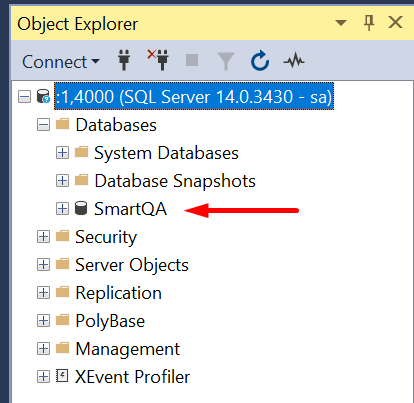 Object Explorer
Connect
:1,4000 (SQL Server 14.0.3430 - sa)
Databases
System Databases
Database Snapshots
SmartQA
Security
Server Objects
Replication
PolyBase
Management
XEvent Profiler